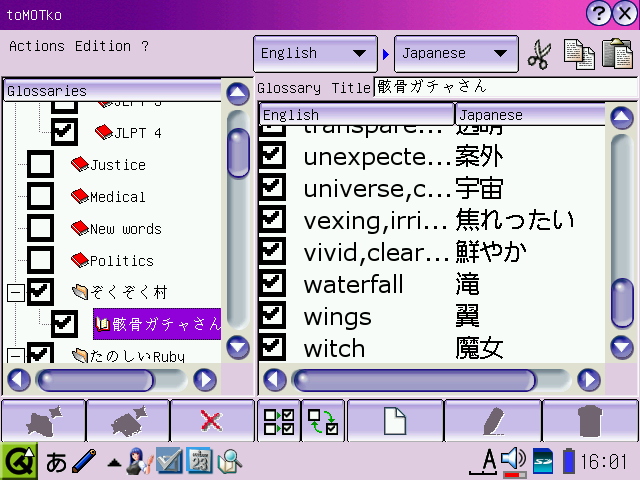 toMOTko
Actions Edition ?
English
Japanese
Glossaries
JLPT 3
JLPT 4
Justice
Medical
New words
Politics
ぞくぞく村
骸骨ガチャさん
たのしいRuby
Glossary Title 骸骨ガチャさん
English Japanese
transpare... 透明
unexpecte... 案外
universe,c... 宇宙
vexing,irri... 焦れったい
vivid,clear... 鮮やか
waterfall 滝
wings 翼
witch 魔女
あ
23
A
16:01